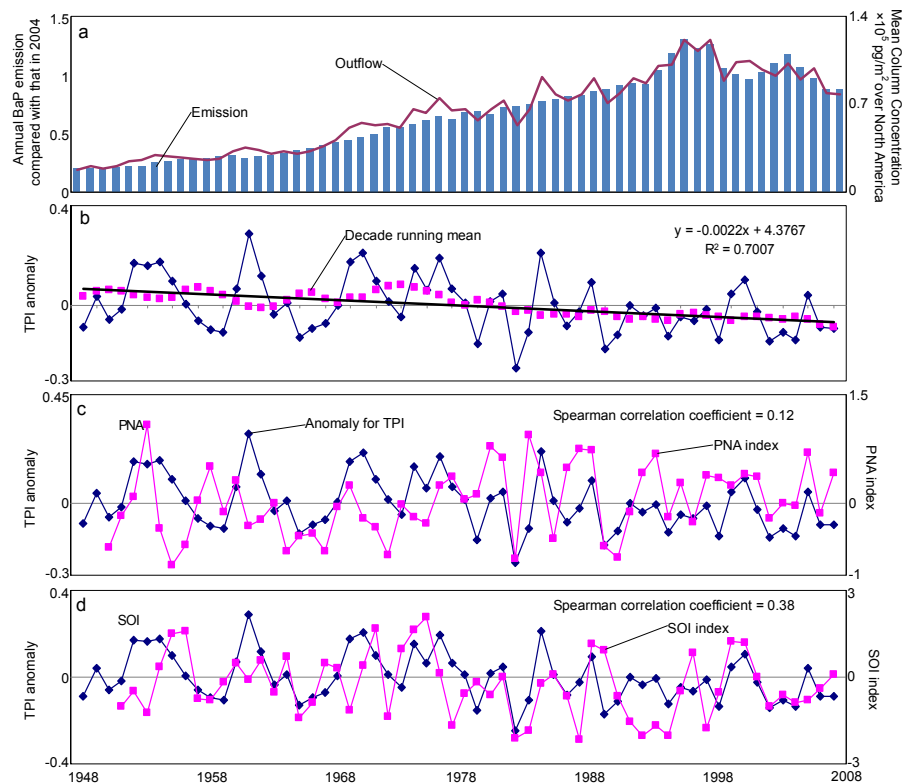 a
Annual BaP emission
compared with that in 2004
1.5
1
0.5
0
Outflow
Emission
1.4
0.7
0
Mean Column Concentration
×10⁵ pg/m² over North America
b
TPI anomaly
0.4
0
-0.3
Decade running mean
y = -0.0022x + 4.3767
R² = 0.7007
c
TPI anomaly
0.45
0
-0.3
PNA
Anomaly for TPI
Spearman correlation coefficient = 0.12
PNA index
1.5
0
-1
PNA index
d
TPI anomaly
0.4
0
-0.4
SOI
Spearman correlation coefficient = 0.38
SOI index
3
0
3
SOI index
1948 1958 1968 1978 1988 1998 2008